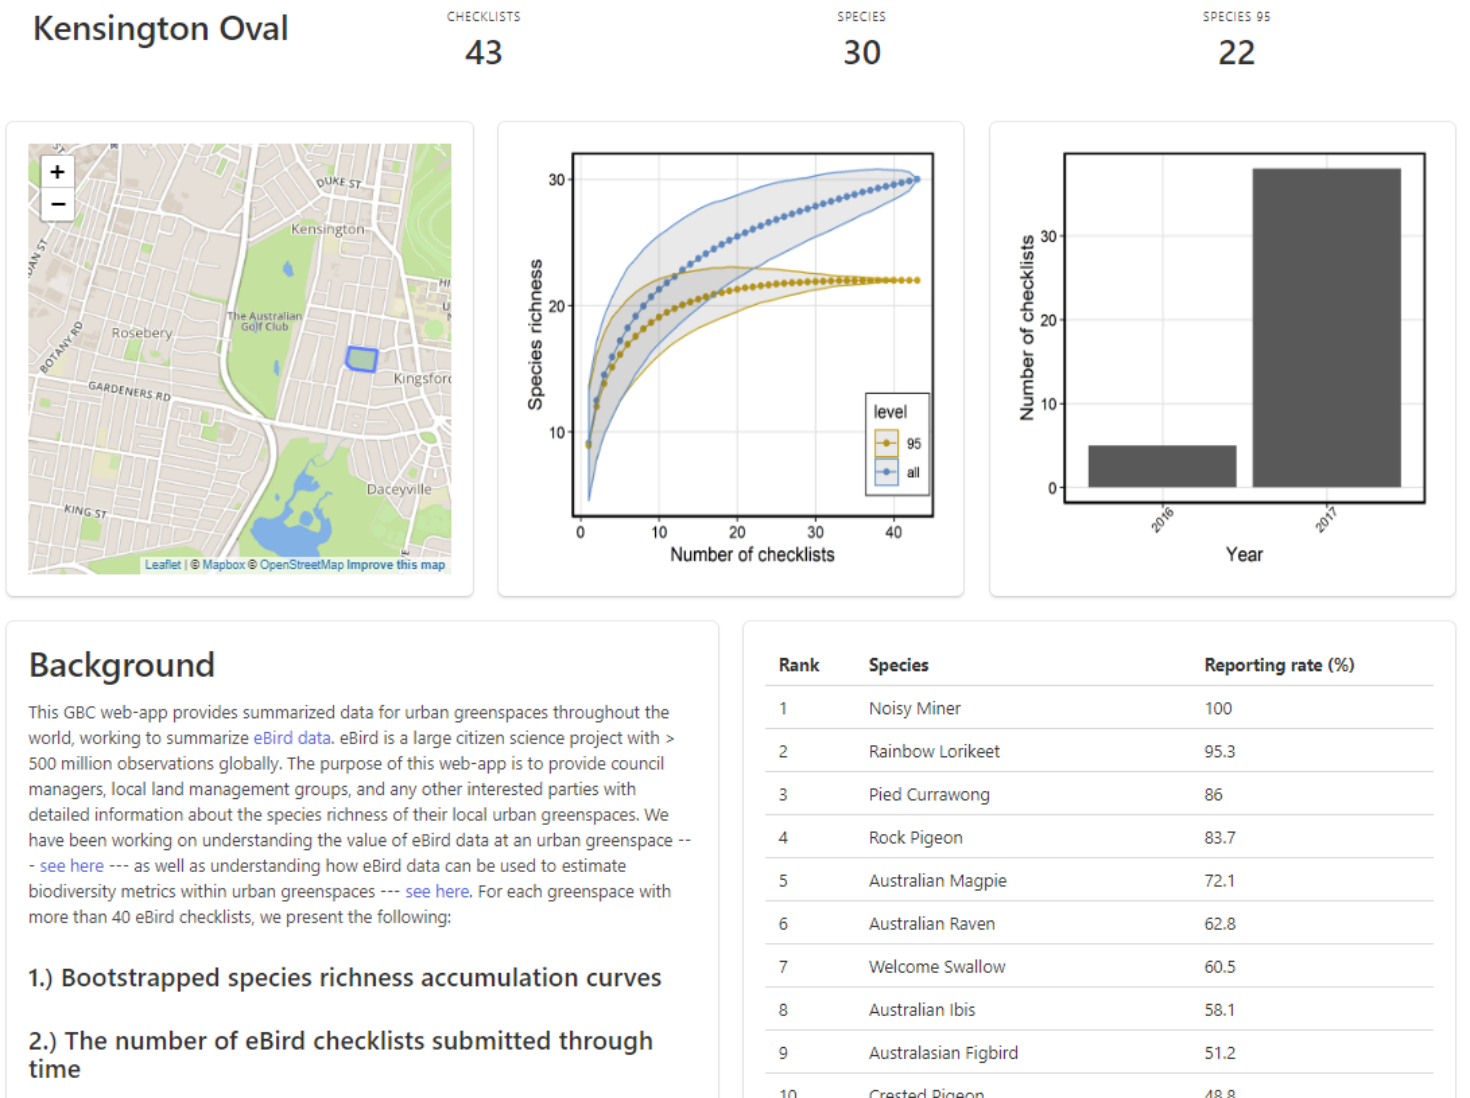 Kensington Oval
CHECKLISTS
43
SPECIES
30
SPECIES 95
22
+
−
DUKE ST
Kensington
The Australian
Golf Club
Rosebery
BOTANY RD
GARDENERS RD
Kingsford
Daceyville
KING ST
Leaflet | © Mapbox © OpenStreetMap Improve this map
Species richness
30
20
10
0 10 20 30 40
Number of checklists
level
95
all
Number of checklists
30
20
10
0
2016 2017
Year
Background
This GBC web-app provides summarized data for urban greenspaces throughout the
world, working to summarize eBird data. eBird is a large citizen science project with >
500 million observations globally. The purpose of this web-app is to provide council
managers, local land management groups, and any other interested parties with
detailed information about the species richness of their local urban greenspaces. We
have been working on understanding the value of eBird data at an urban greenspace --
- see here --- as well as understanding how eBird data can be used to estimate
biodiversity metrics within urban greenspaces --- see here. For each greenspace with
more than 40 eBird checklists, we present the following:
1.) Bootstrapped species richness accumulation curves
2.) The number of eBird checklists submitted through
time
Rank Species Reporting rate (%)
1 Noisy Miner 100
2 Rainbow Lorikeet 95.3
3 Pied Currawong 86
4 Rock Pigeon 83.7
5 Australian Magpie 72.1
6 Australian Raven 62.8
7 Welcome Swallow 60.5
8 Australian Ibis 58.1
9 Australasian Figbird 51.2
10 Crested Pigeon 48.8